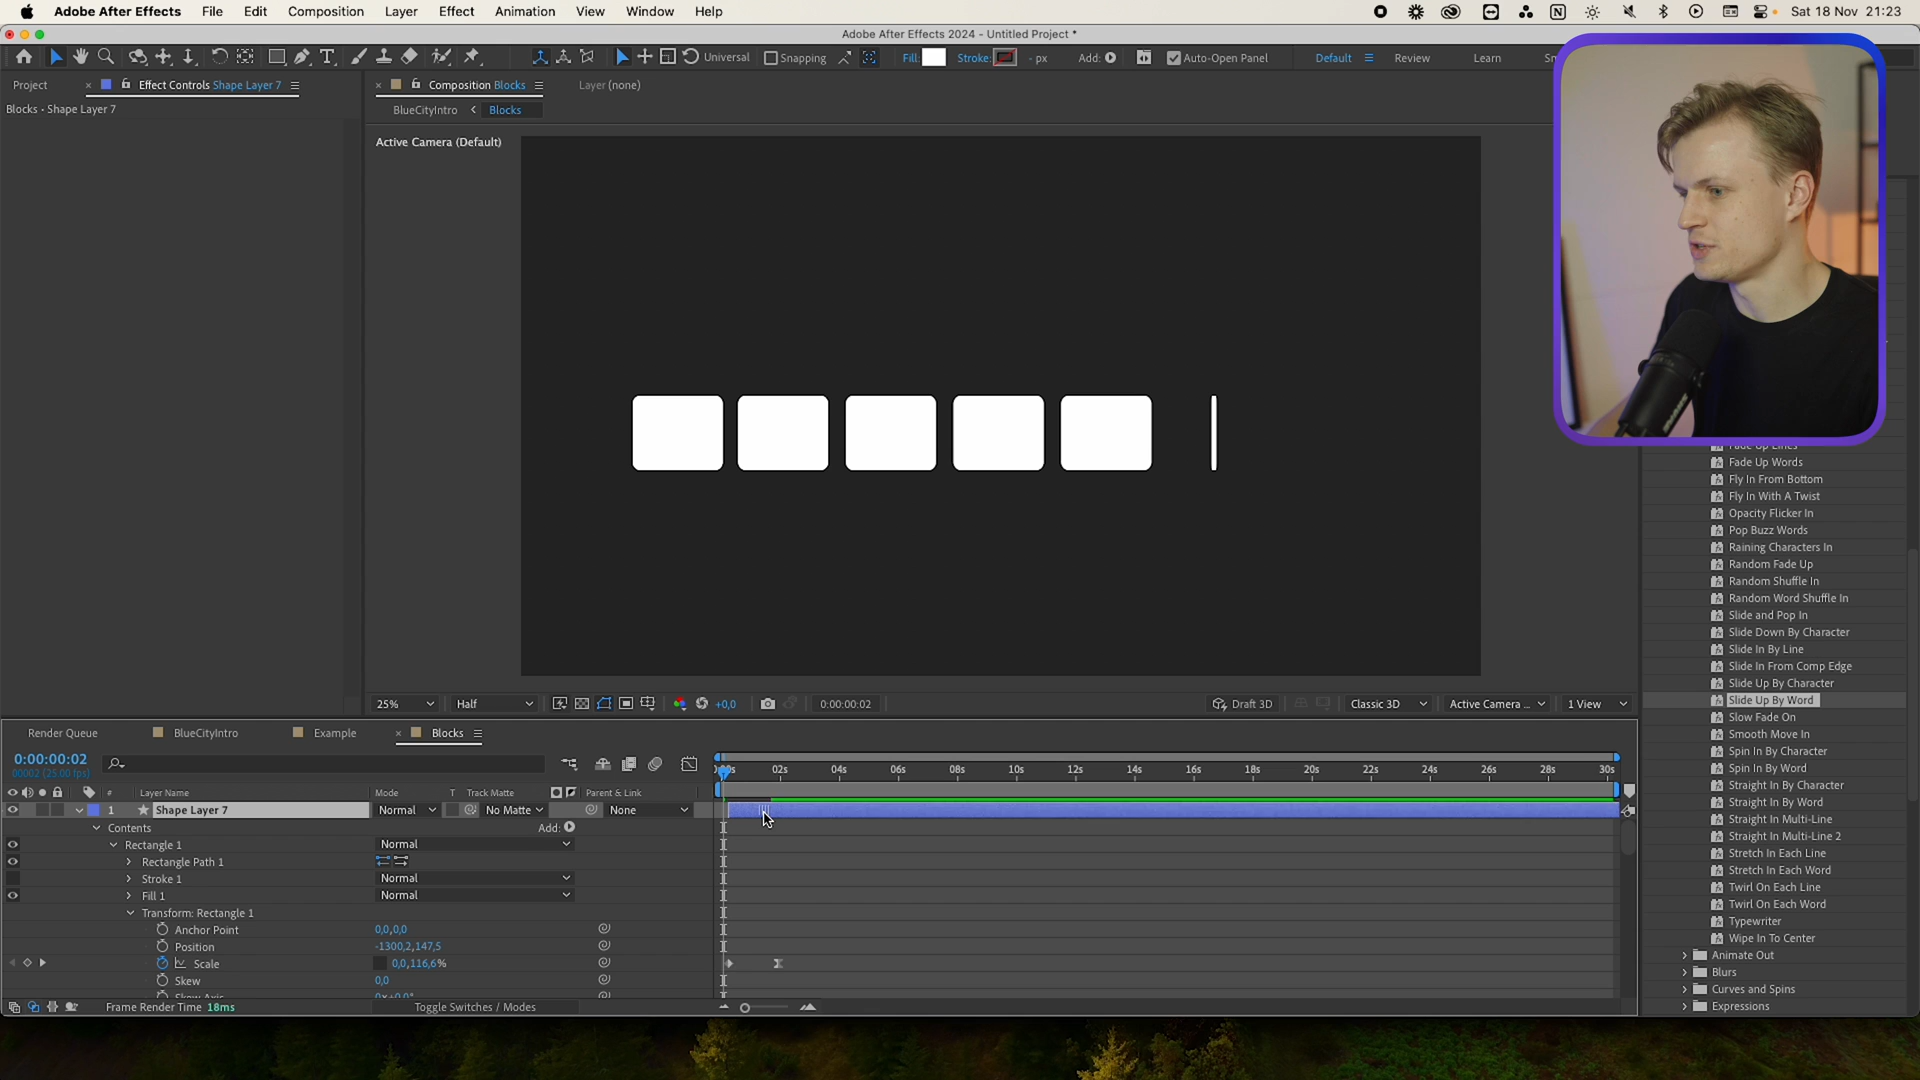 Adobe After Effects File Edit Composition Layer Effect Animation View Window Help Sat 18 Nov 21:23
Adobe After Effects 2024 - Untitled Project *
Universal Snapping Fill: Stroke: - px Add: Auto-Open Panel Default Review Learn
Project Effect Controls Shape Layer 7 Composition Blocks Layer (none)
Blocks - Shape Layer 7 BlueCityIntro Blocks
Active Camera (Default)
Fade Up Words
Fly In From Bottom
Fly In With A Twist
Opacity Flicker In
Pop Buzz Words
Raining Characters In
Random Fade Up
Random Shuffle In
Random Word Shuffle In
Slide and Pop In
Slide Down By Character
Slide In By Line
Slide In From Comp Edge
Slide Up By Character
Slide Up By Word
Slow Fade On
Smooth Move In
Spin In By Character
Spin In By Word
Straight In By Character
Straight In By Word
Straight In Multi-Line
Straight In Multi-Line 2
Stretch In Each Line
Stretch In Each Word
Twirl On Each Line
Twirl On Each Word
Typewriter
Wipe In To Center
Animate Out
Blurs
Curves and Spins
Expressions
25% Half +0,0 0:00:00:02 Draft 3D Classic 3D Active Camera ... 1 View
Render Queue BlueCityIntro Example Blocks
0:00:00:02
00002 (25.00 fps)
02s 04s 06s 08s 10s 12s 14s 16s 18s 20s 22s 24s 26s 28s 30s
# Layer Name Mode T Track Matte Parent & Link
1 Shape Layer 7 Normal No Matte None
Contents Add:
Rectangle 1 Normal
Rectangle Path 1
Stroke 1 Normal
Fill 1 Normal
Transform: Rectangle 1
Anchor Point 0,0,0,0
Position -1300,2,147,5
Scale 0,0,116,6%
Skew 0,0
Frame Render Time 18ms Toggle Switches / Modes